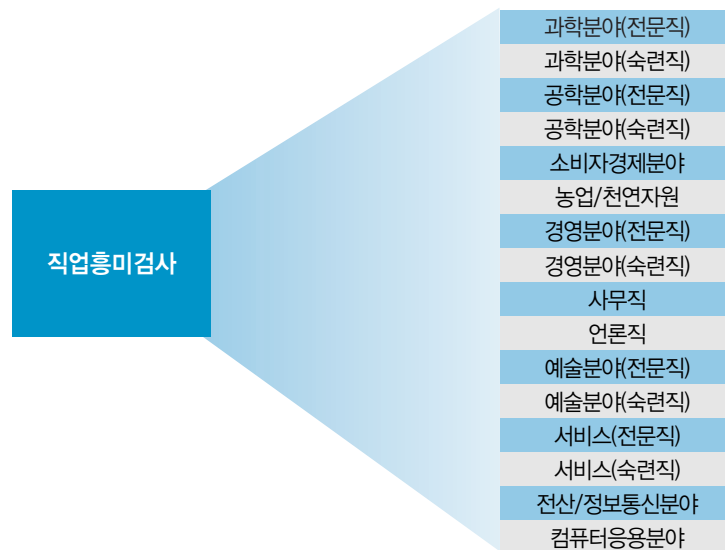 직업흥미검사
과학분야(전문직)
과학분야(숙련직)
공학분야(전문직)
공학분야(숙련직)
소비자경제분야
농업/천연자원
경영분야(전문직)
경영분야(숙련직)
사무직
언론직
예술분야(전문직)
예술분야(숙련직)
서비스(전문직)
서비스(숙련직)
전산/정보통신분야
컴퓨터응용분야